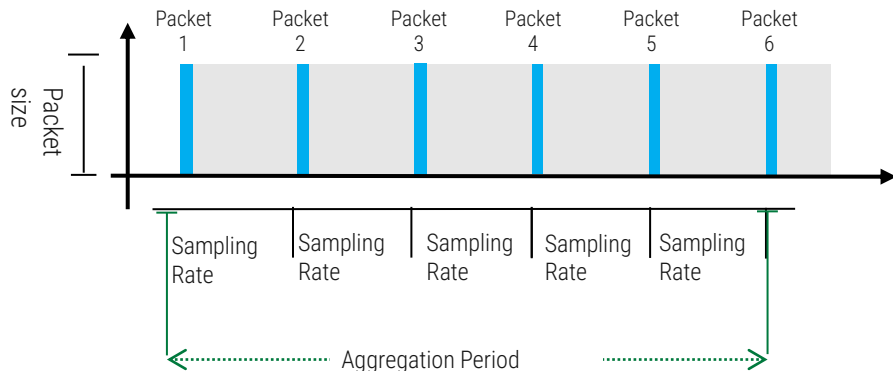 Packet
1
Packet
2
Packet
3
Packet
4
Packet
5
Packet
6
Packet
size
Sampling
Rate
Sampling
Rate
Sampling
Rate
Sampling
Rate
Sampling
Rate
Aggregation Period